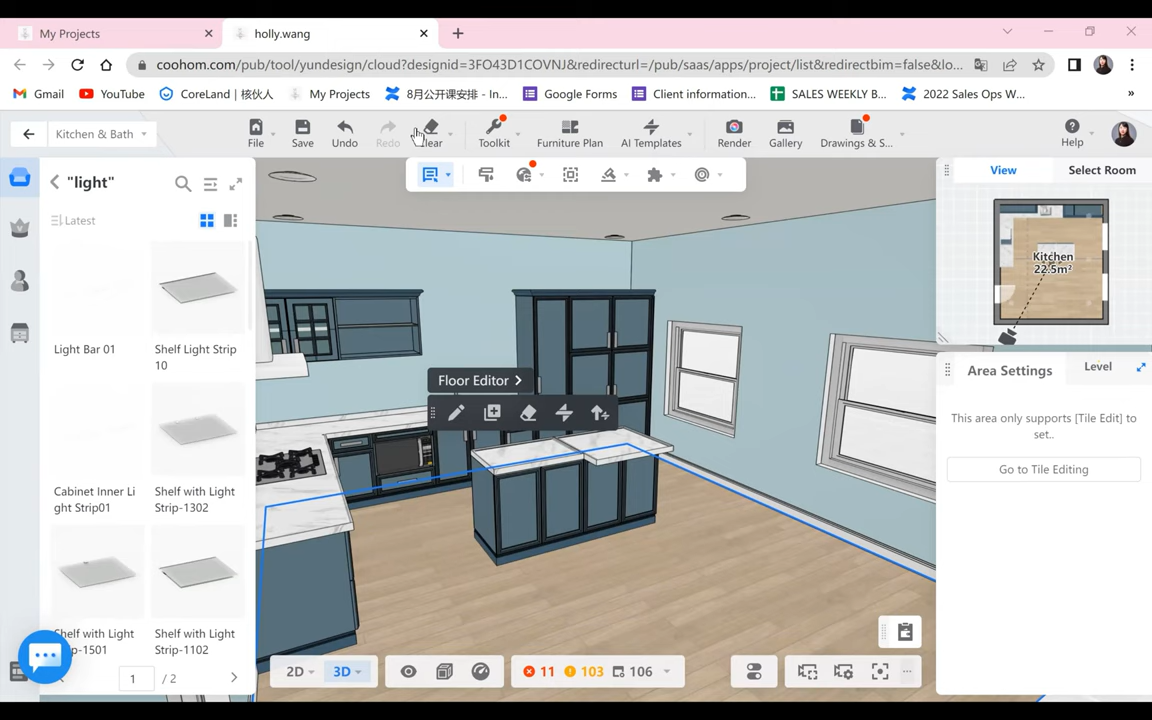 My Projects
holly.wang
coohom.com/pub/tool/yundesign/cloud?designid=3FO43D1COVNJ&redirecturl=/pub/saas/apps/project/list&redirectbim=false&lo...
Gmail
YouTube
CoreLand | 核伙人
My Projects
8月公开课安排 - In...
Google Forms
Client information...
SALES WEEKLY B...
2022 Sales Ops W...
»
Kitchen & Bath
File
Save
Undo
Redo
Clear
Toolkit
Furniture Plan
AI Templates
Render
Gallery
Drawings & S...
Help
"light"
Latest
Light Bar 01
Shelf Light Strip
10
Cabinet Inner Li
ght Strip01
Shelf with Light
Strip-1302
Shelf with Light
Strip-1501
Shelf with Light
Strip-1102
1 / 2
Floor Editor
View
Select Room
Kitchen
22.5m²
Area Settings
Level
This area only supports [Tile Edit] to
set..
Go to Tile Editing
2D
3D
11
103
106